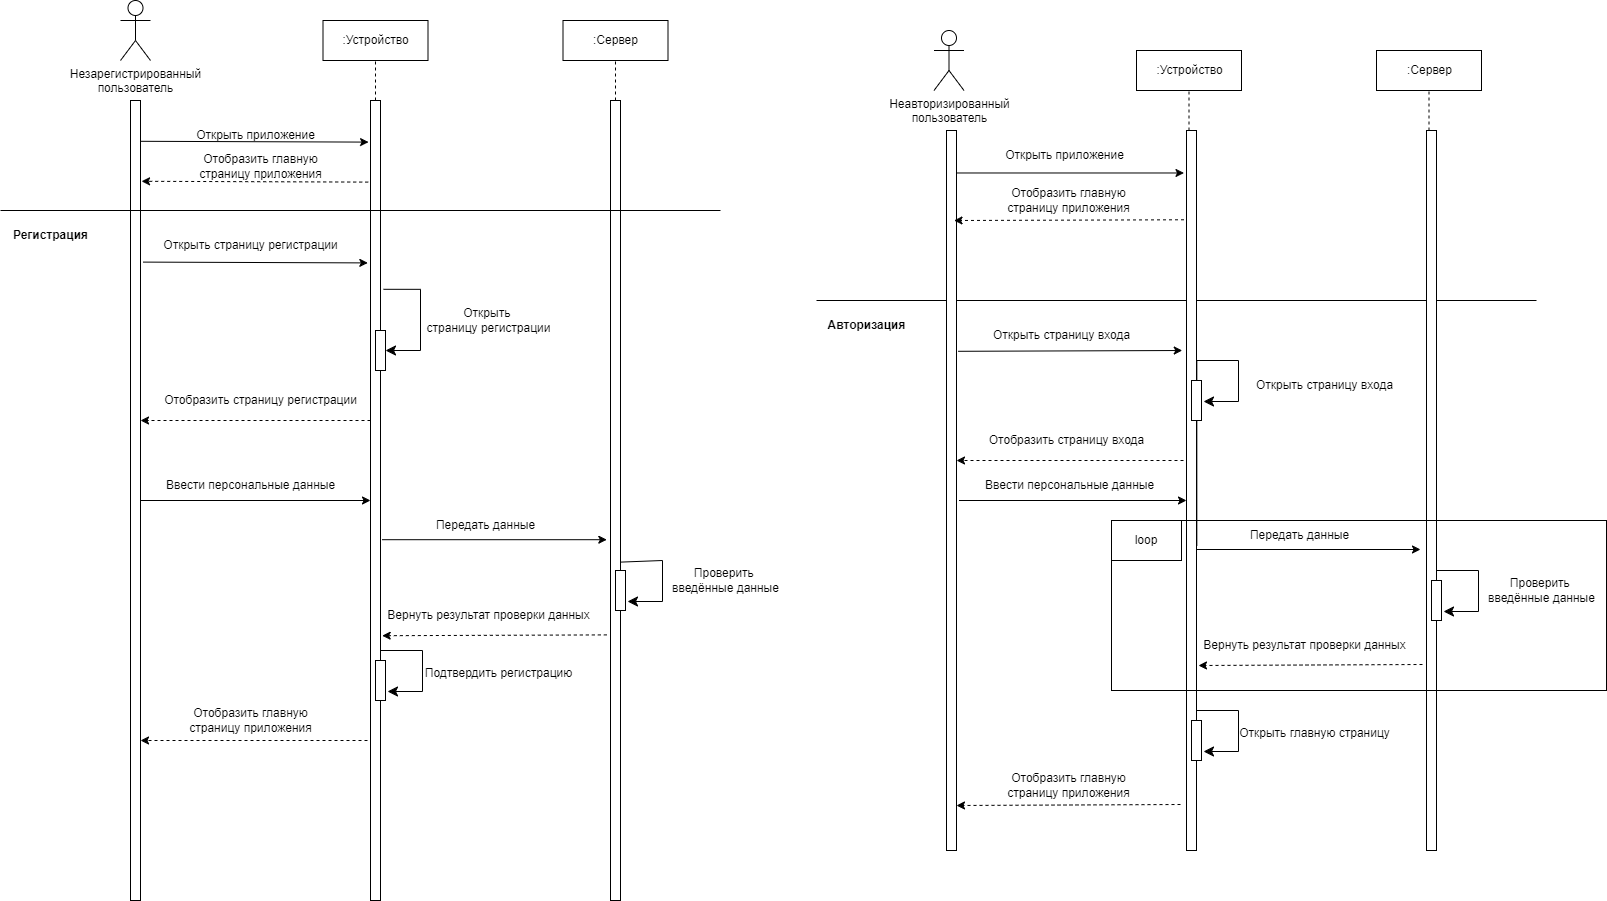 :Устройство
:Сервер
Незарегистрированный
пользователь
Открыть приложение
Отобразить главную
страницу приложения
Регистрация
Открыть страницу регистрации
Открыть
страницу регистрации
Отобразить страницу регистрации
Ввести персональные данные
Передать данные
Проверить
введённые данные
Вернуть результат проверки данных
Подтвердить регистрацию
Отобразить главную
страницу приложения
:Устройство
:Сервер
Неавторизированный
пользователь
Открыть приложение
Отобразить главную
страницу приложения
Авторизация
Открыть страницу входа
Открыть страницу входа
Отобразить страницу входа
Ввести персональные данные
loop
Передать данные
Проверить
введённые данные
Вернуть результат проверки данных
Открыть главную страницу
Отобразить главную
страницу приложения